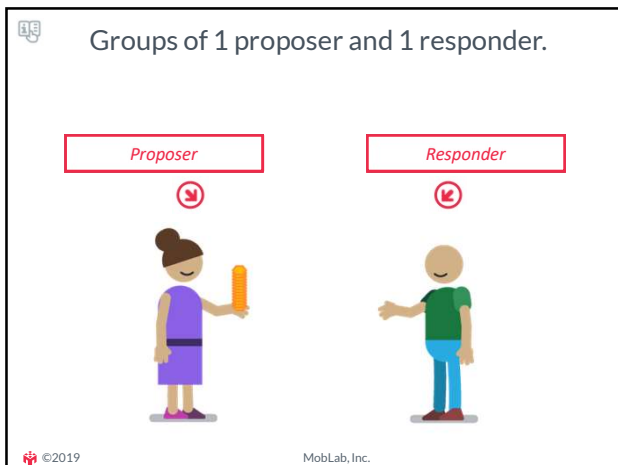 Groups of 1 proposer and 1 responder.
Proposer
Responder
©2019
MobLab, Inc.